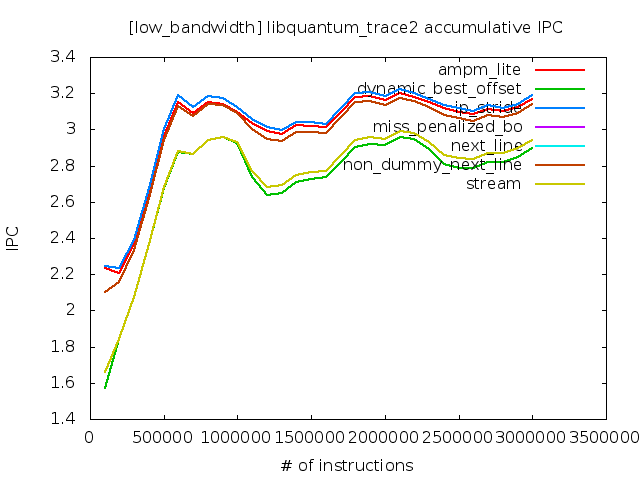 [low_bandwidth] libquantum_trace2 accumulative IPC
3.4
3.2
3
2.8
2.6
2.4
2.2
2
1.8
1.6
1.4
IPC
ampm_lite
dynamic_best_offset
ip_stride
miss_penalized_bo
next_line
non_dummy_next_line
stream
0 500000 1000000 1500000 2000000 2500000 3000000 3500000
# of instructions